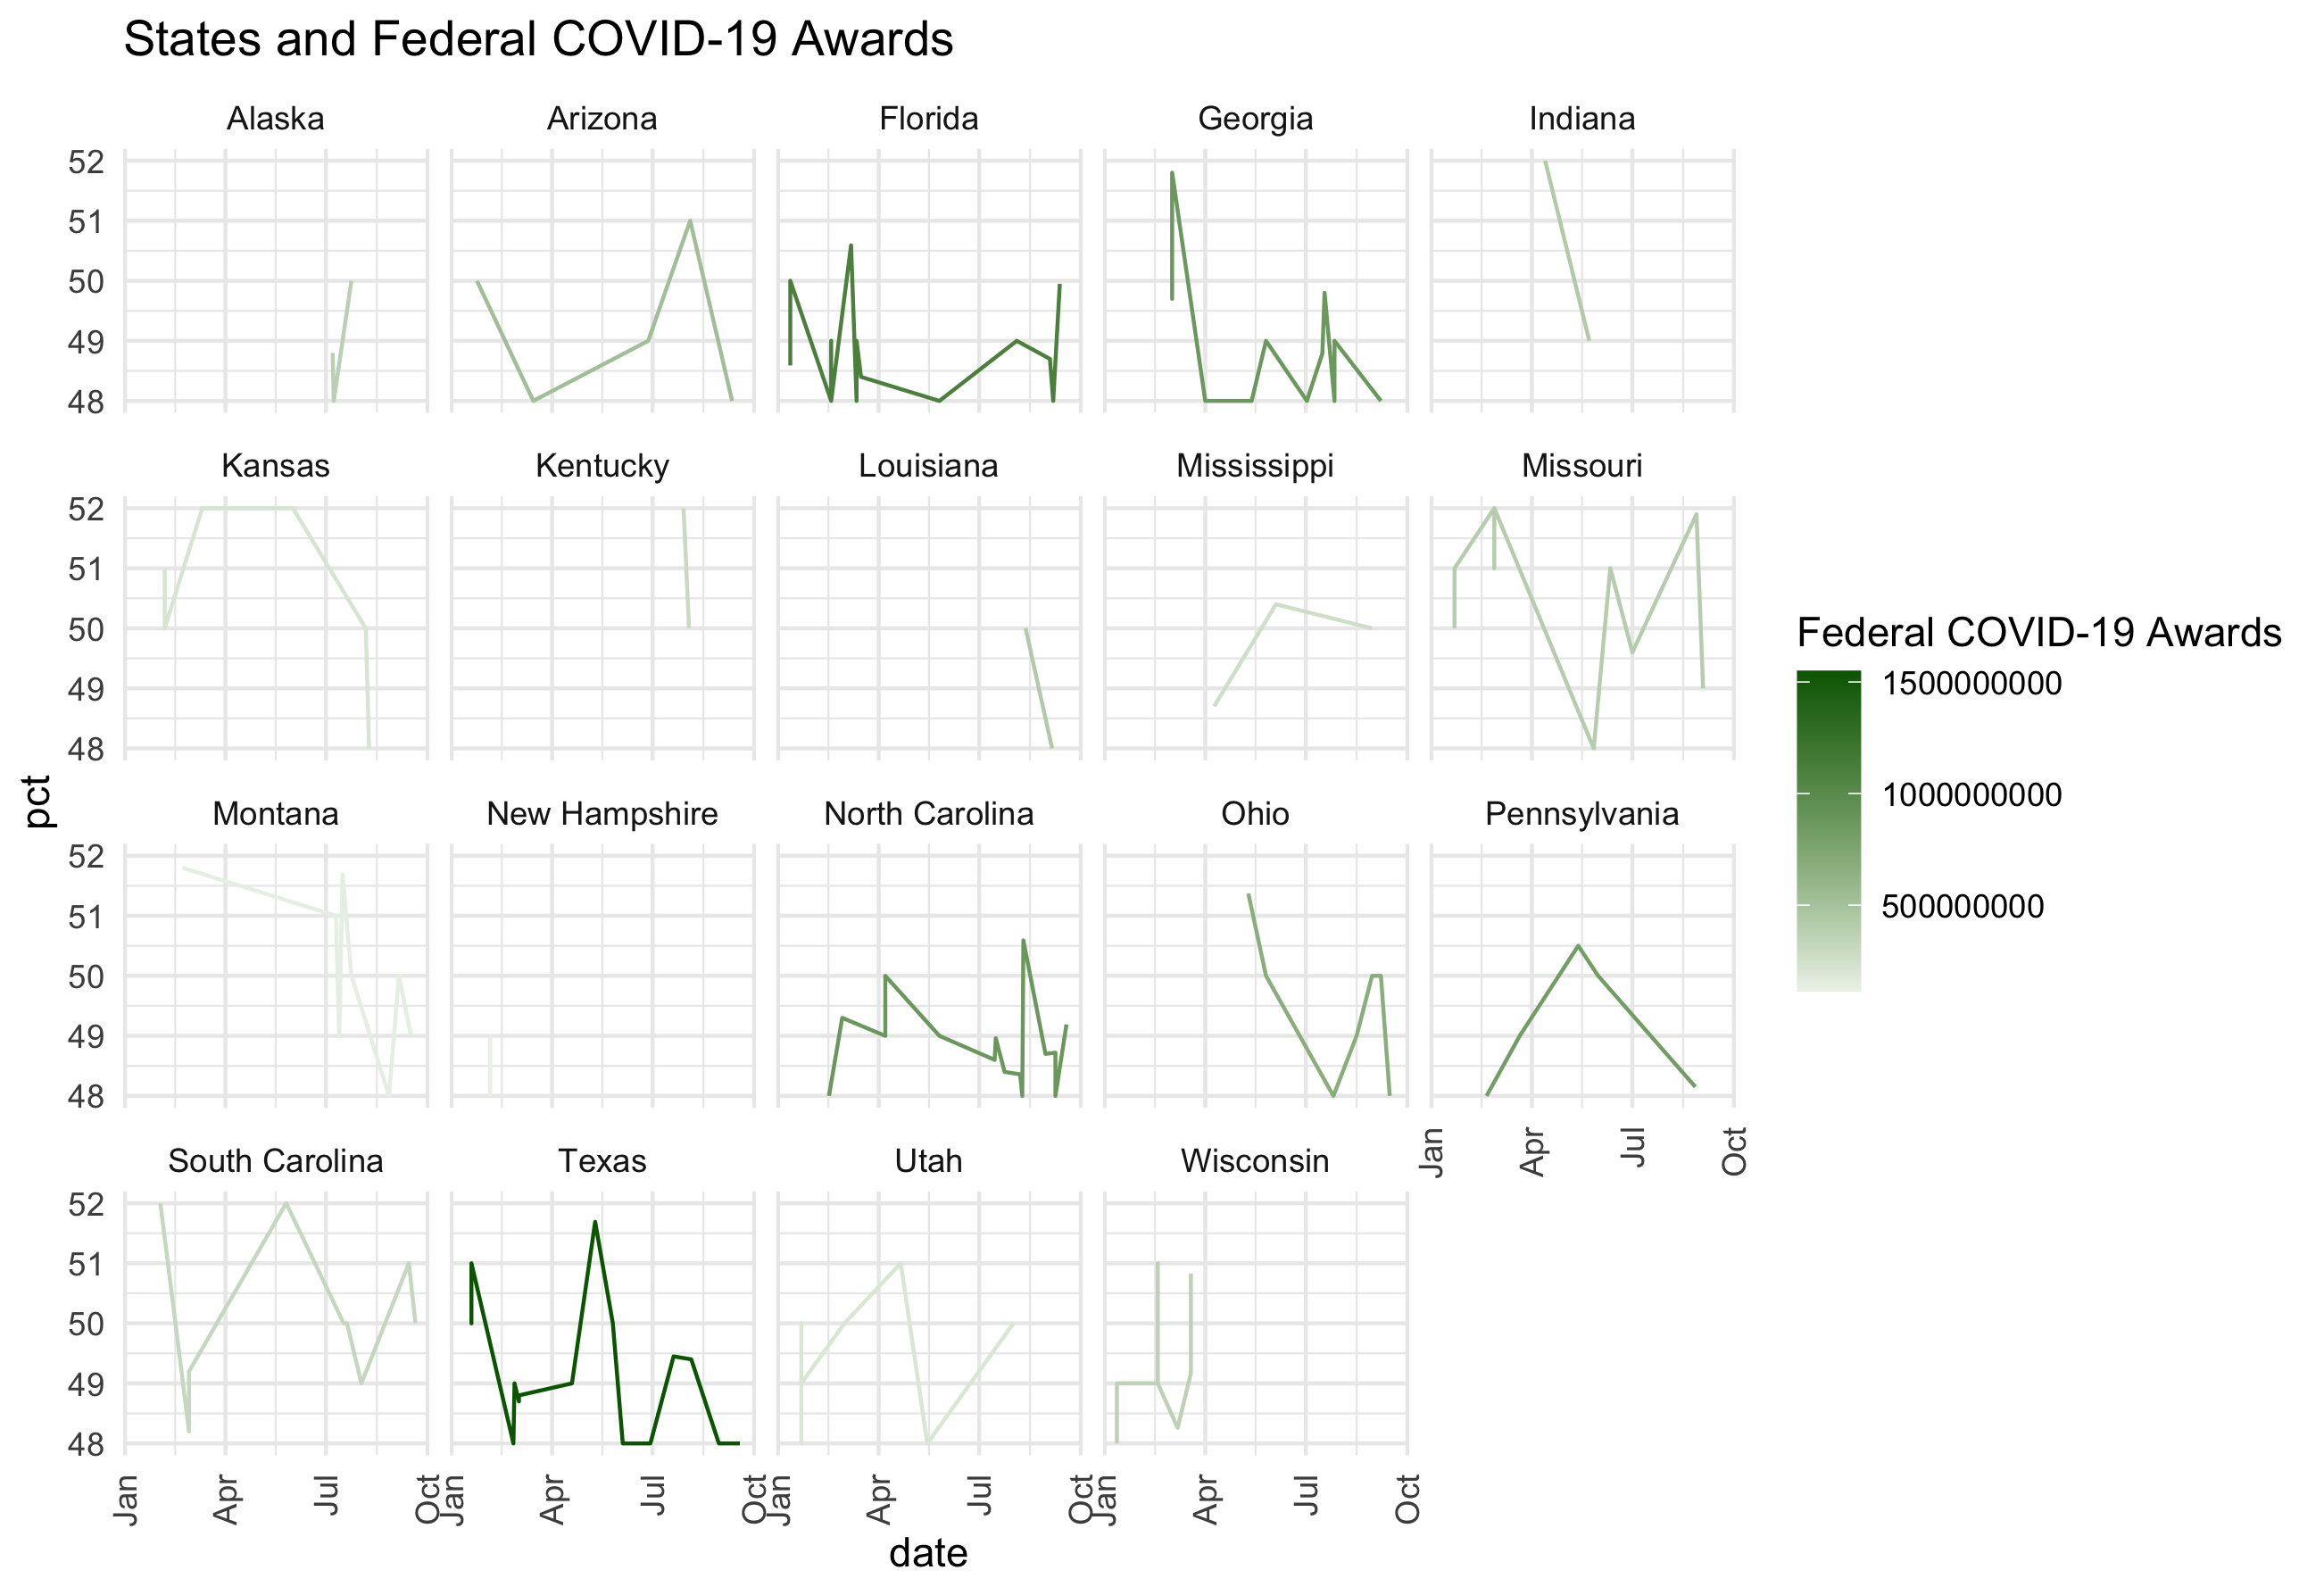 States and Federal COVID-19 Awards
Alaska
Arizona
Florida
Georgia
Indiana
52
51
50
49
48
Kansas
Kentucky
Louisiana
Mississippi
Missouri
52
51
50
49
48
Federal COVID-19 Awards
1500000000
1000000000
500000000
pct
Montana
New Hampshire
North Carolina
Ohio
Pennsylvania
52
51
50
49
48
Jan
Apr
Jul
Oct
South Carolina
Texas
Utah
Wisconsin
52
51
50
49
48
Jan
Apr
Jul
Oct
Jan
Apr
Jul
Oct
Jan
Apr
Jul
Oct
Jan
Apr
Jul
Oct
date